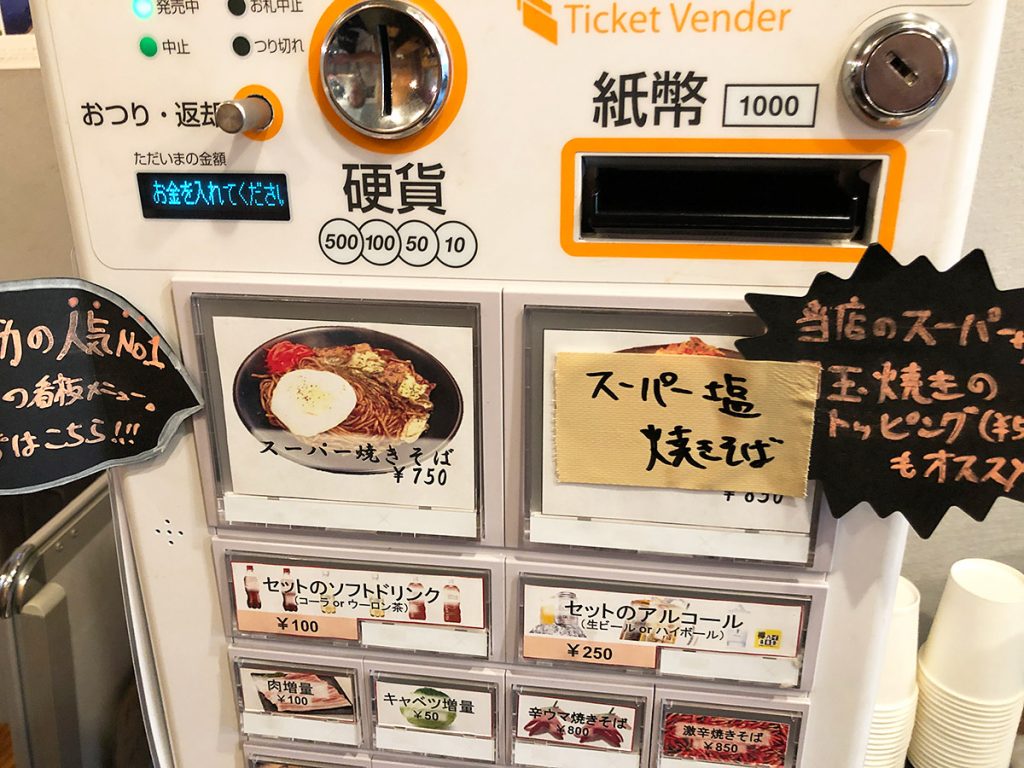 発売中
お札中止
中止
つり切れ
Ticket Vender
おつり・返却
紙幣
1000
ただいまの金額
お金を入れてください
硬貨
500 100 50 10
の人気No1
の看板メニュー
はこちら!!!
スーパー焼きそば
¥750
スーパー塩
焼きそば
¥850
当店のスーパー
玉焼きの
トッピング(¥5
もオススメ
セットのソフトドリンク
(コーラ or ウーロン茶)
¥100
セットのアルコール
(生ビール or ハイボール)
¥250
肉増量
¥100
キャベツ増量
¥50
辛ウマ焼きそば
¥800
激辛焼きそば
¥850